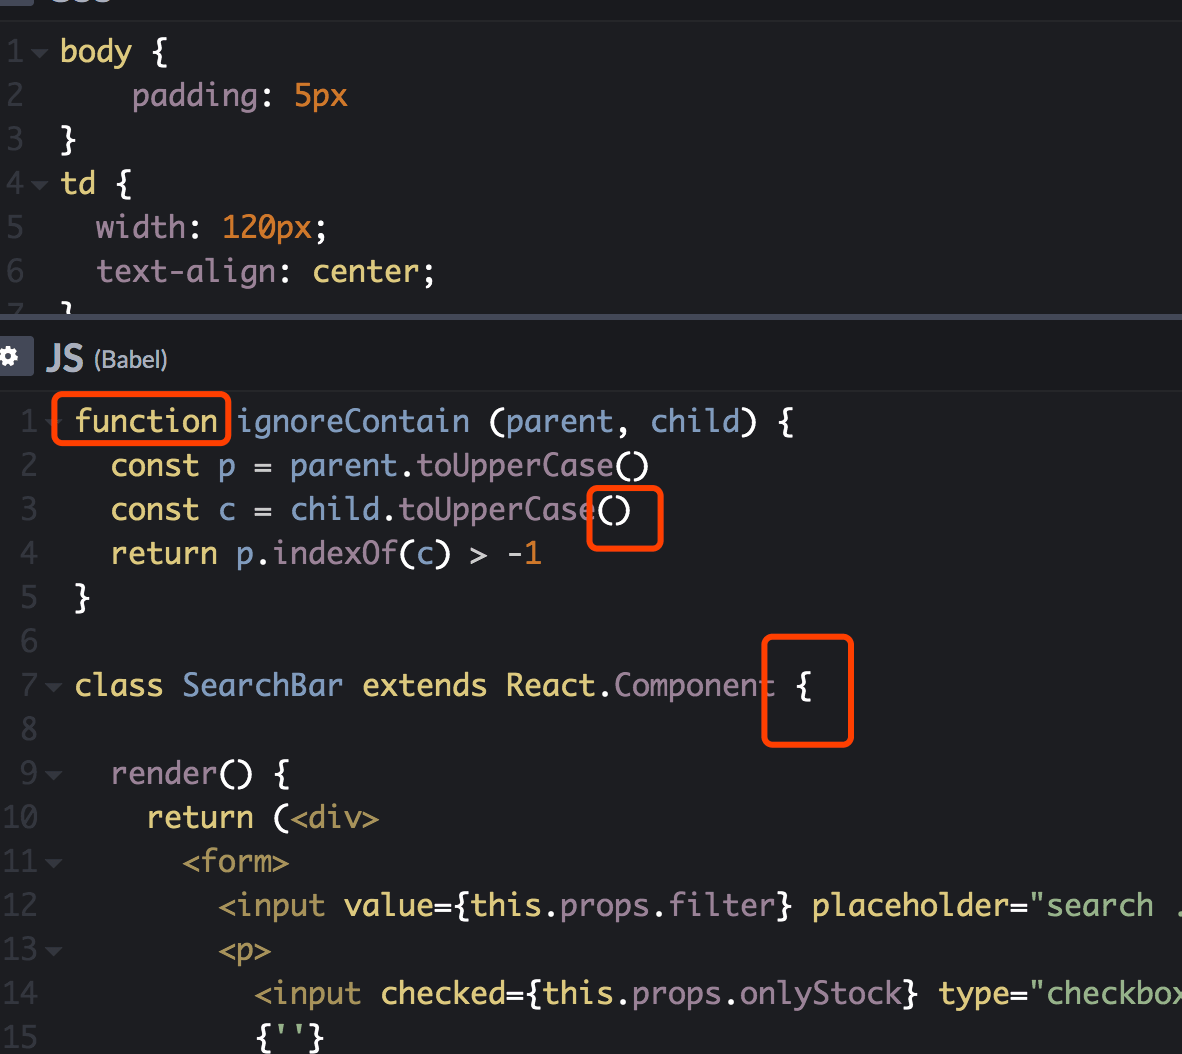 1 body {
2 padding: 5px
3 }
4 td {
5 width: 120px;
6 text-align: center;
7 }
JS (Babel)
1 function ignoreContain (parent, child) {
2 const p = parent.toUpperCase()
3 const c = child.toUpperCase()
4 return p.indexOf(c) > -1
5 }
6
7 class SearchBar extends React.Component {
8
9 render() {
10 return (<div>
11 <form>
12 <input value={this.props.filter} placeholder="search .
13 <p>
14 <input checked={this.props.onlyStock} type="checkbox
15 {''}